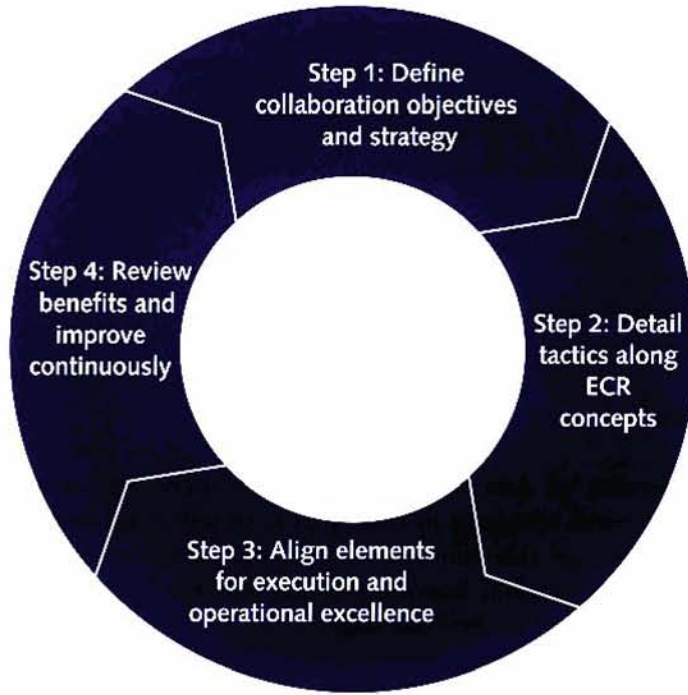 Step 1: Define
collaboration objectives
and strategy
Step 2: Detail
tactics along
ECR
concepts
Step 3: Align elements
for execution and
operational excellence
Step 4: Review
benefits and
improve
continuously